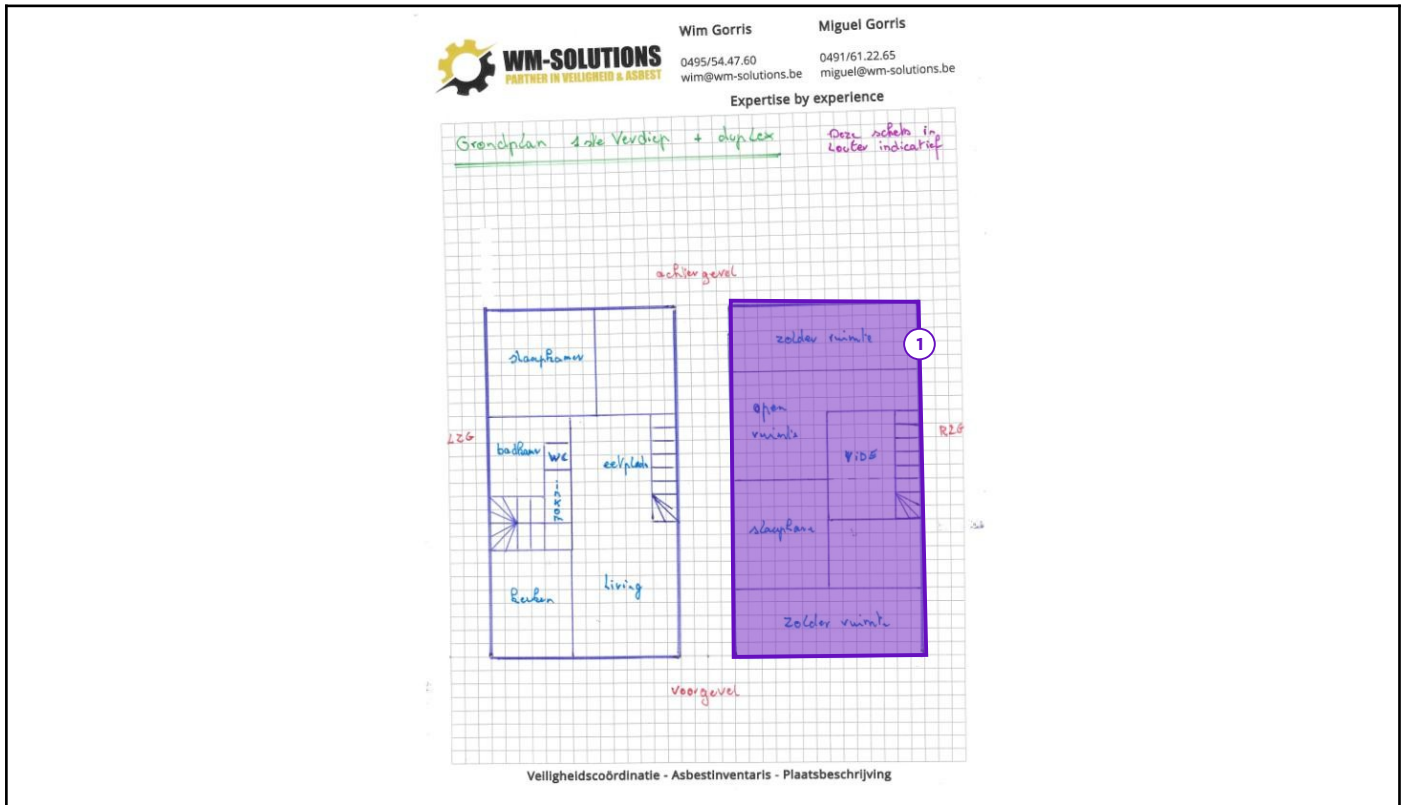 Wim Gorris
Miguel Gorris
WM-SOLUTIONS
PARTNER IN VEILIGHEID & ASBEST
0495/54.47.60
wim@wm-solutions.be
0491/61.22.65
miguel@wm-solutions.be
Expertise by experience
Grondplan 1ste Verdiep + duplex
Deze schets is
Louter indicatief
achtergevel
slaapkamer
zolder ruimte
1
open
ruimte
LZG
RZG
badkamer
WC
eetplaats
VIDE
inkom
slaapkamer
keuken
Living
zolder ruimte
voorgevel
Veiligheidscoördinatie - Asbestinventaris - Plaatsbeschrijving